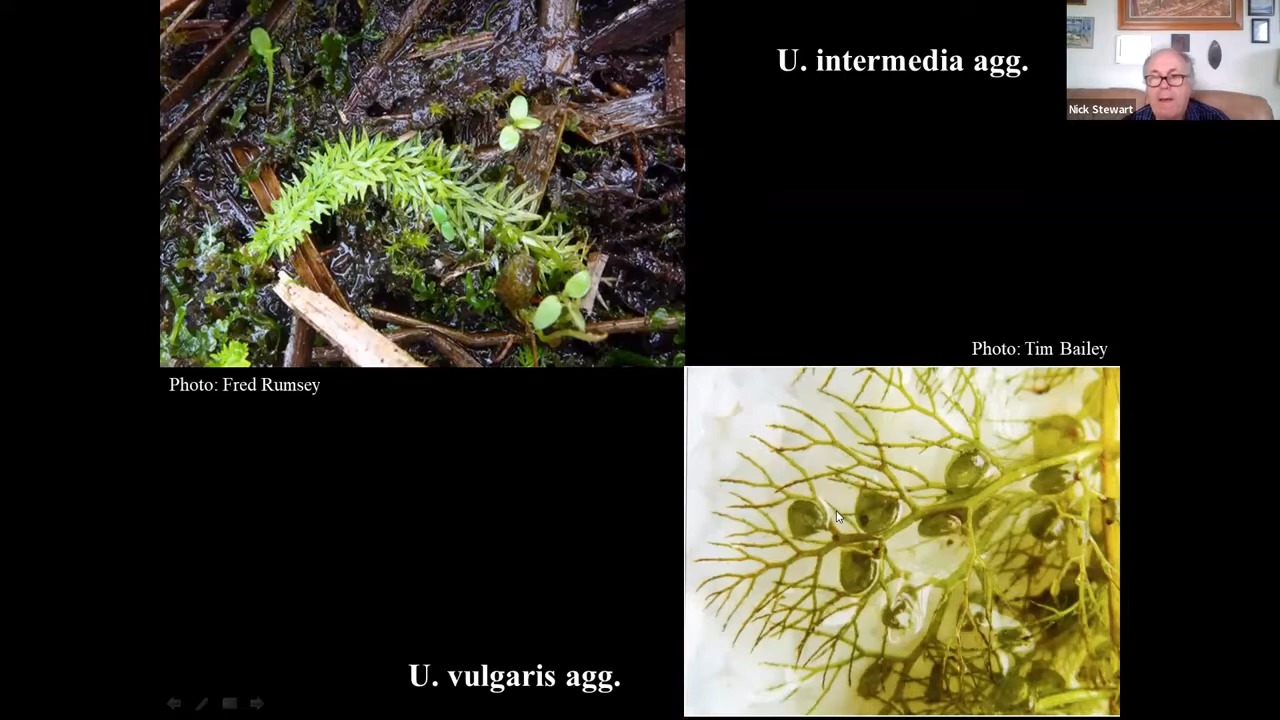 U. intermedia agg.
Nick Stewart
Photo: Tim Bailey
Photo: Fred Rumsey
U. vulgaris agg.